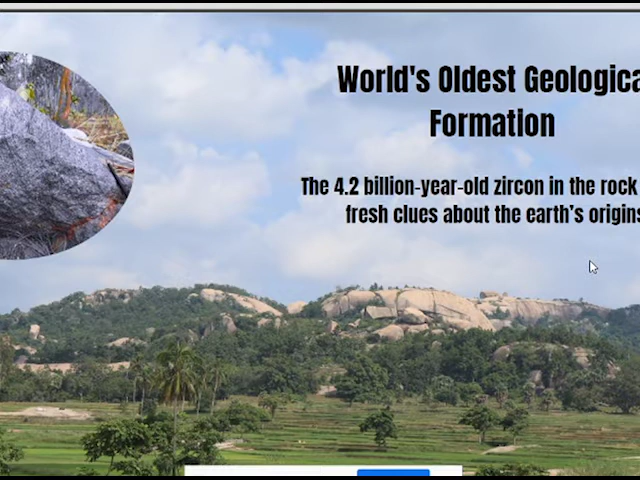 World's Oldest Geologica
Formation
The 4.2 billion-year-old zircon in the rock
fresh clues about the earth's origins